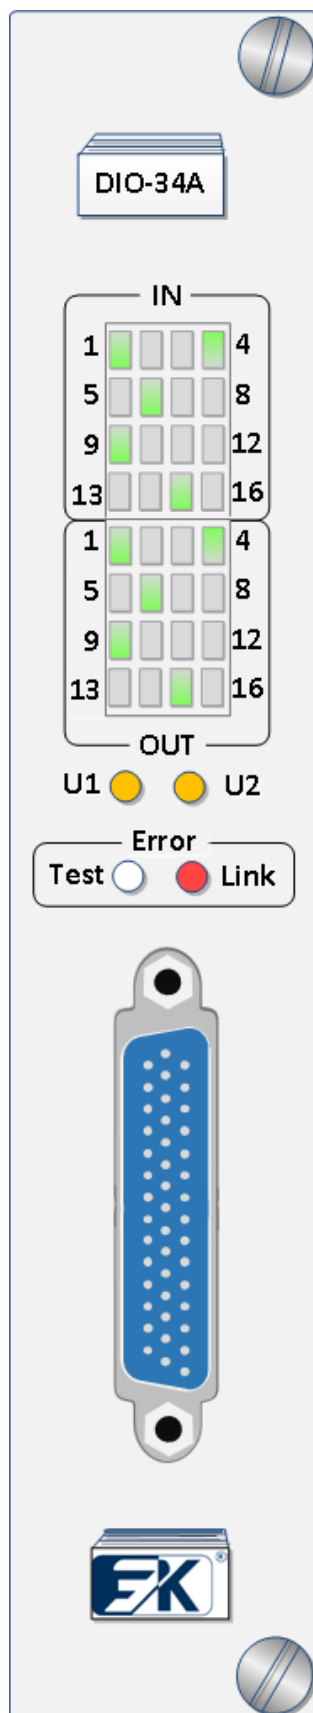 DIO-34A
IN
1 4
5 8
9 12
13 16
1 4
5 8
9 12
13 16
OUT
U1 U2
Error
Test Link
EK®